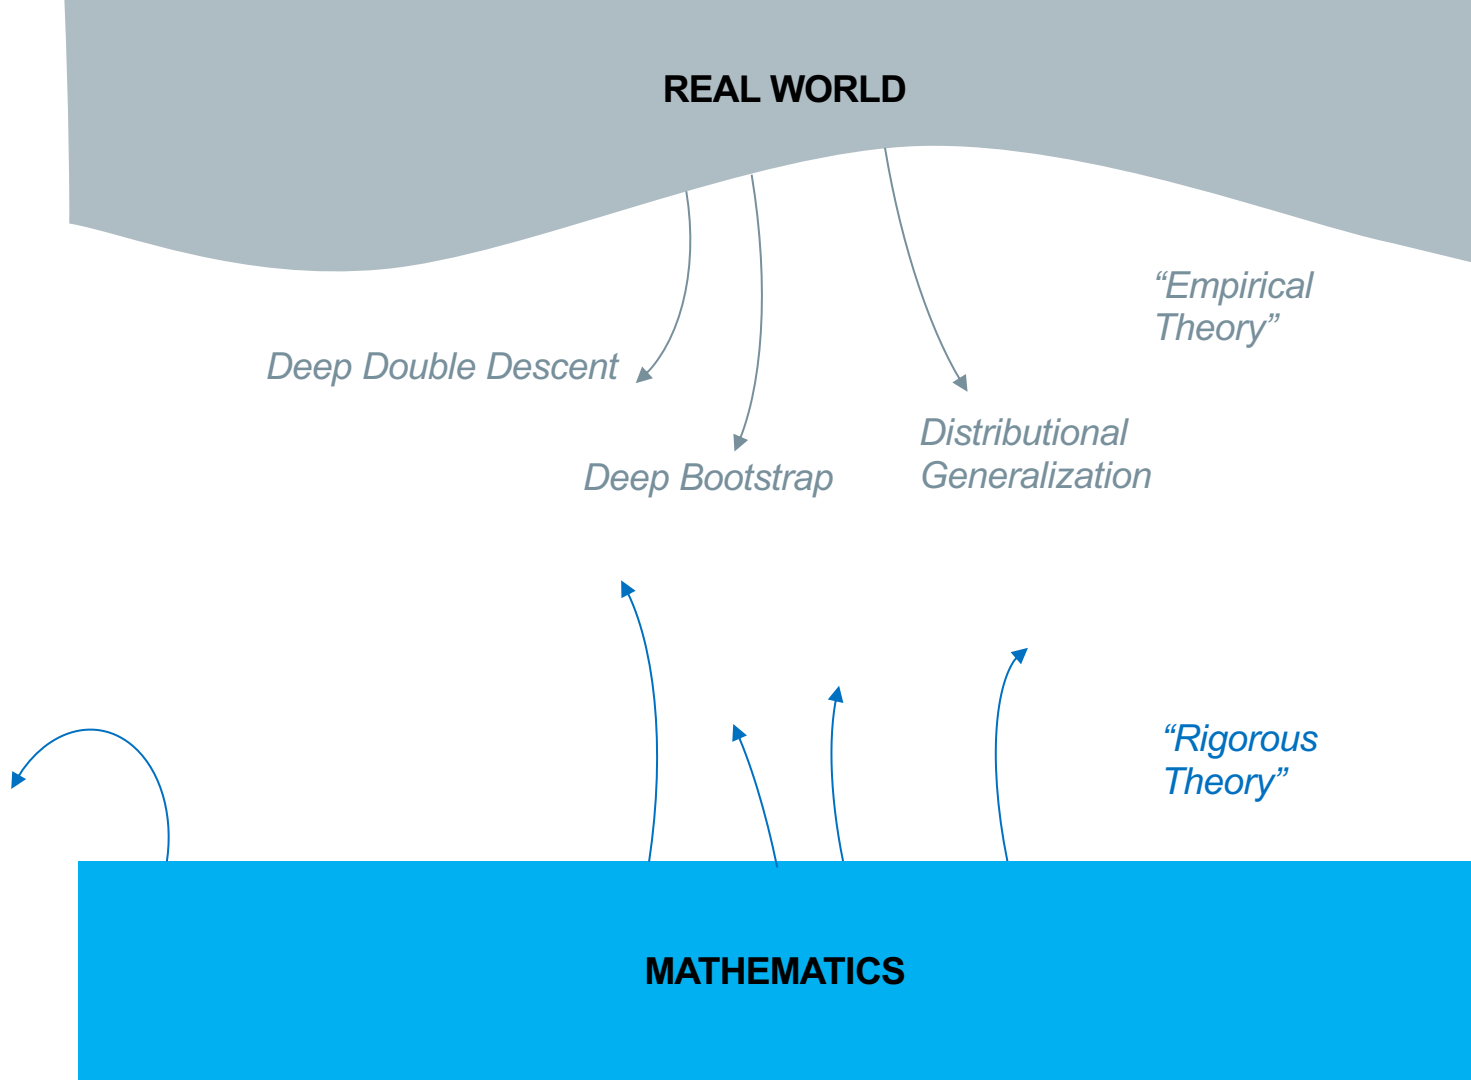 REAL WORLD
“Empirical
Theory”
Deep Double Descent
Distributional
Generalization
Deep Bootstrap
“Rigorous
Theory”
MATHEMATICS